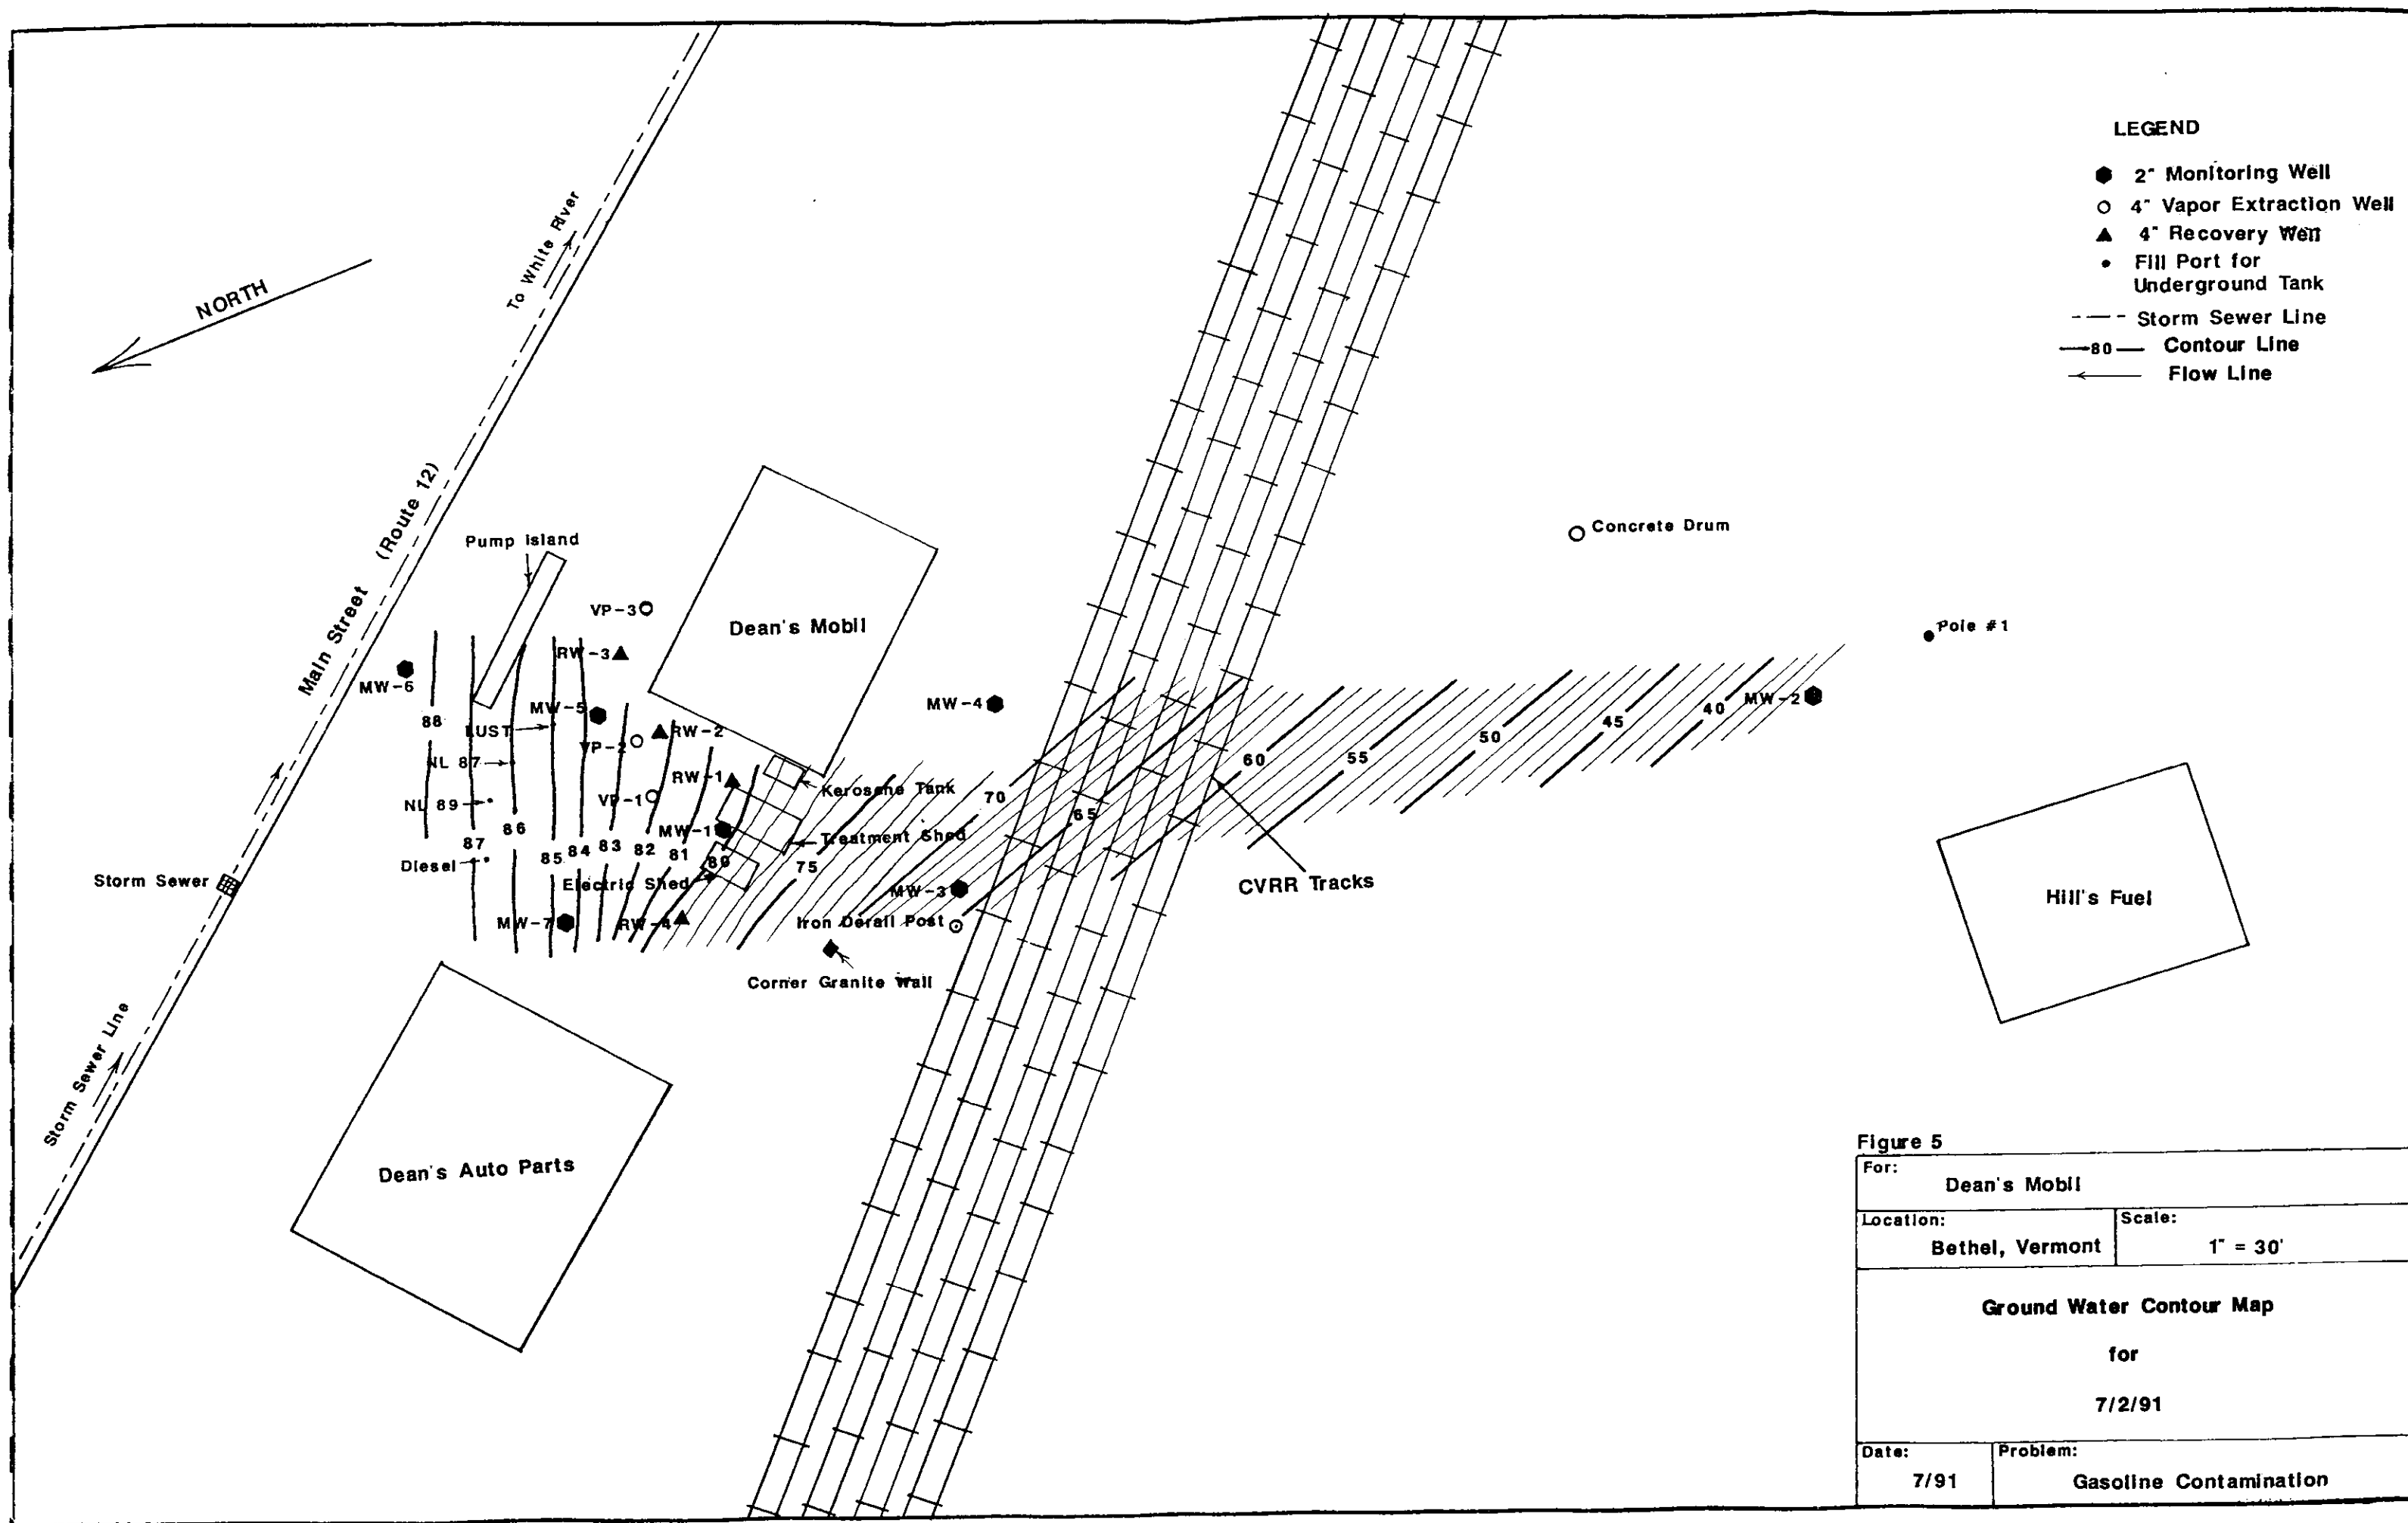 LEGEND
2" Monitoring Well
4" Vapor Extraction Well
4" Recovery Well
Fill Port for
Underground Tank
Storm Sewer Line
80 Contour Line
Flow Line
NORTH
To White River
Main Street (Route 12)
Storm Sewer
Storm Sewer Line
Pump Island
VP-3
RW-3
Dean's Mobil
MW-6
MW-5
LUST
VP-2
RW-2
NL 87
NL 89
VP-1
RW-1
MW-1
Kerosene Tank
Treatment Shed
Electric Shed
Diesel
MW-7
RW-4
88
87
86
85
84
83
82
81
80
75
70
65
60
55
50
45
40
MW-4
MW-3
MW-2
Iron Derail Post
Corner Granite Wall
CVRR Tracks
Concrete Drum
Pole #1
Hill's Fuel
Dean's Auto Parts
Figure 5
For:
Dean's Mobil
Location:
Bethel, Vermont
Scale:
1" = 30'
Ground Water Contour Map
for
7/2/91
Date:
7/91
Problem:
Gasoline Contamination